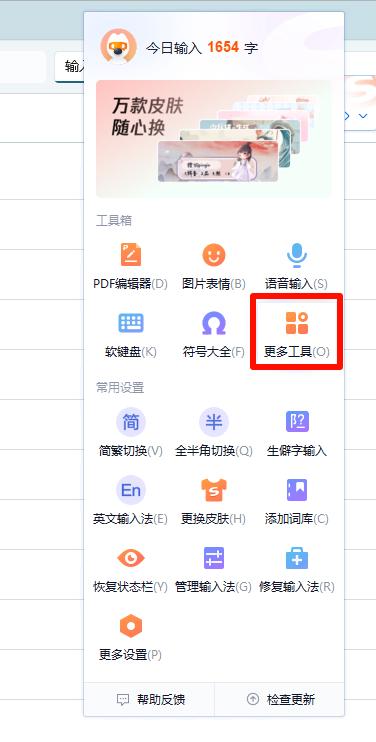 今日输入 1654 字
输入
万款皮肤
随心换
工具箱
PDF编辑器(D) 图片表情(B) 语音输入(S)
软键盘(K) 符号大全(F) 更多工具(O)
常用设置
简 半
简繁切换(V) 全半角切换(Q) 生僻字输入
En S
英文输入法(E) 更换皮肤(H) 添加词库(C)
恢复状态栏(Y) 管理输入法(G) 修复输入法(R)
更多设置(P)
帮助反馈 检查更新